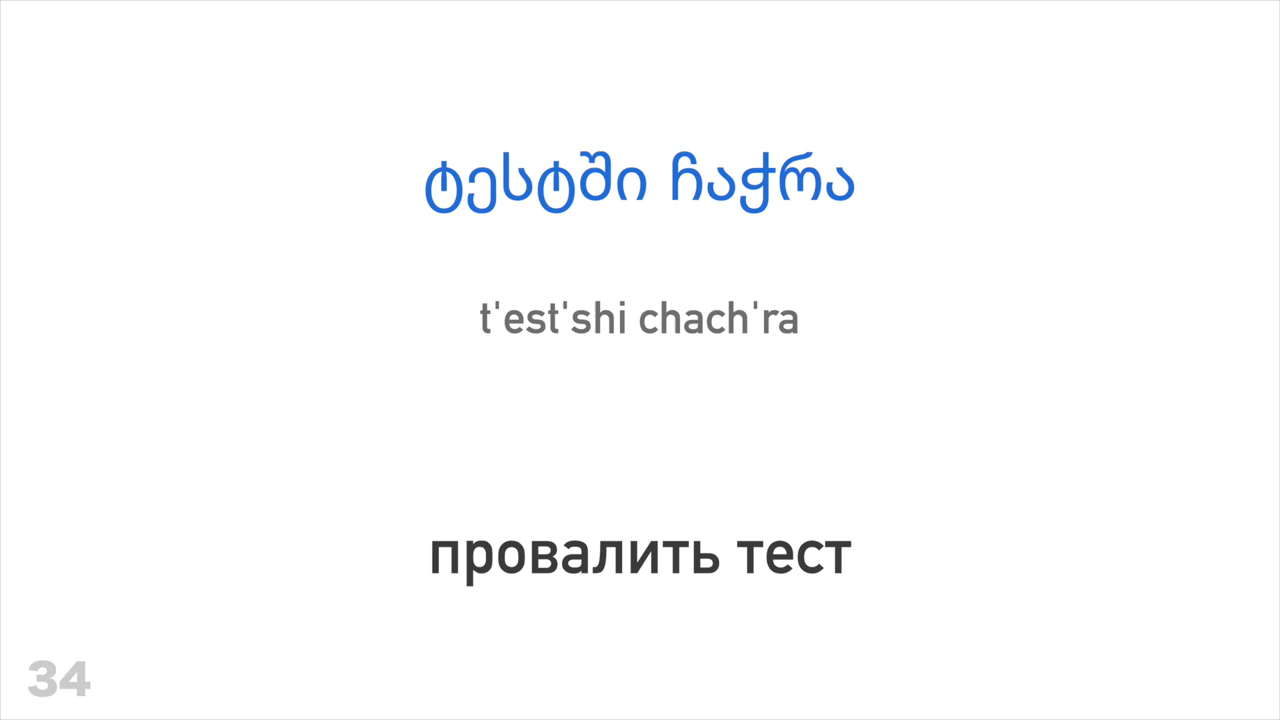 ტესტში ჩაჭრა
t'est'shi chach'ra
провалить тест
34